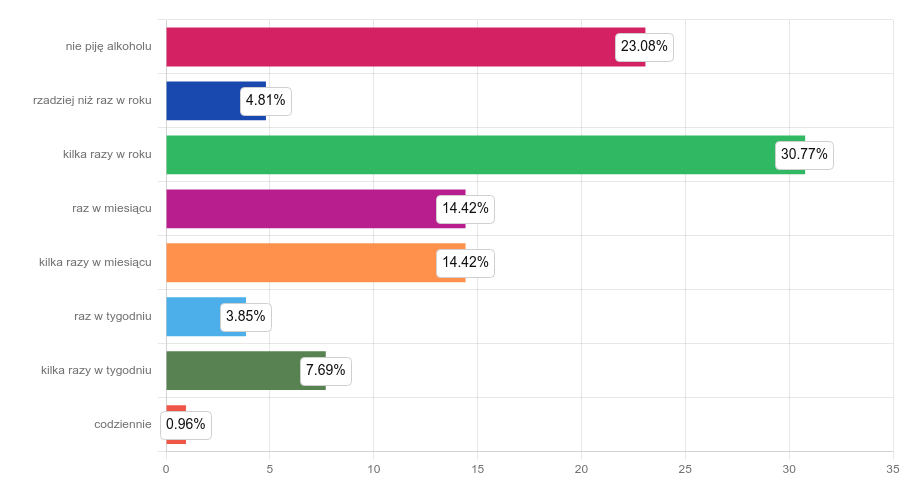 nie piję alkoholu 23.08%
rzadziej niż raz w roku 4.81%
kilka razy w roku 30.77%
raz w miesiącu 14.42%
kilka razy w miesiącu 14.42%
raz w tygodniu 3.85%
kilka razy w tygodniu 7.69%
codziennie 0.96%
0 5 10 15 20 25 30 35